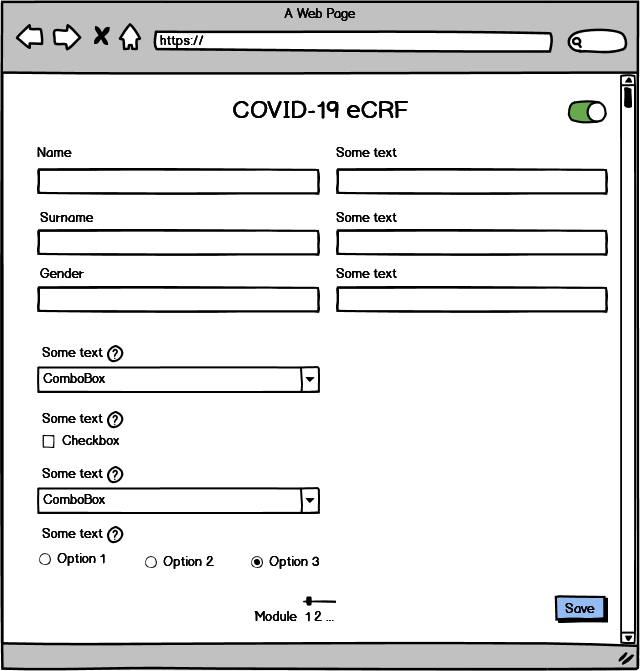 A Web Page
https://
COVID-19 eCRF
Name
Some text
Surname
Some text
Gender
Some text
Some text ?
ComboBox
Some text ?
Checkbox
Some text ?
ComboBox
Some text ?
Option 1 Option 2 Option 3
Module 1 2 ...
Save